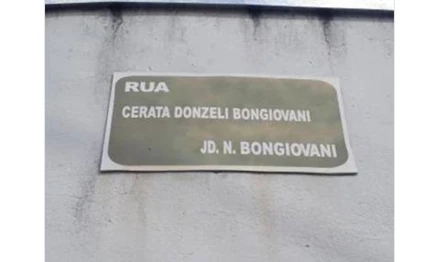 RUA
CERATA DONZELI BONGIOVANI
JD. N. BONGIOVANI